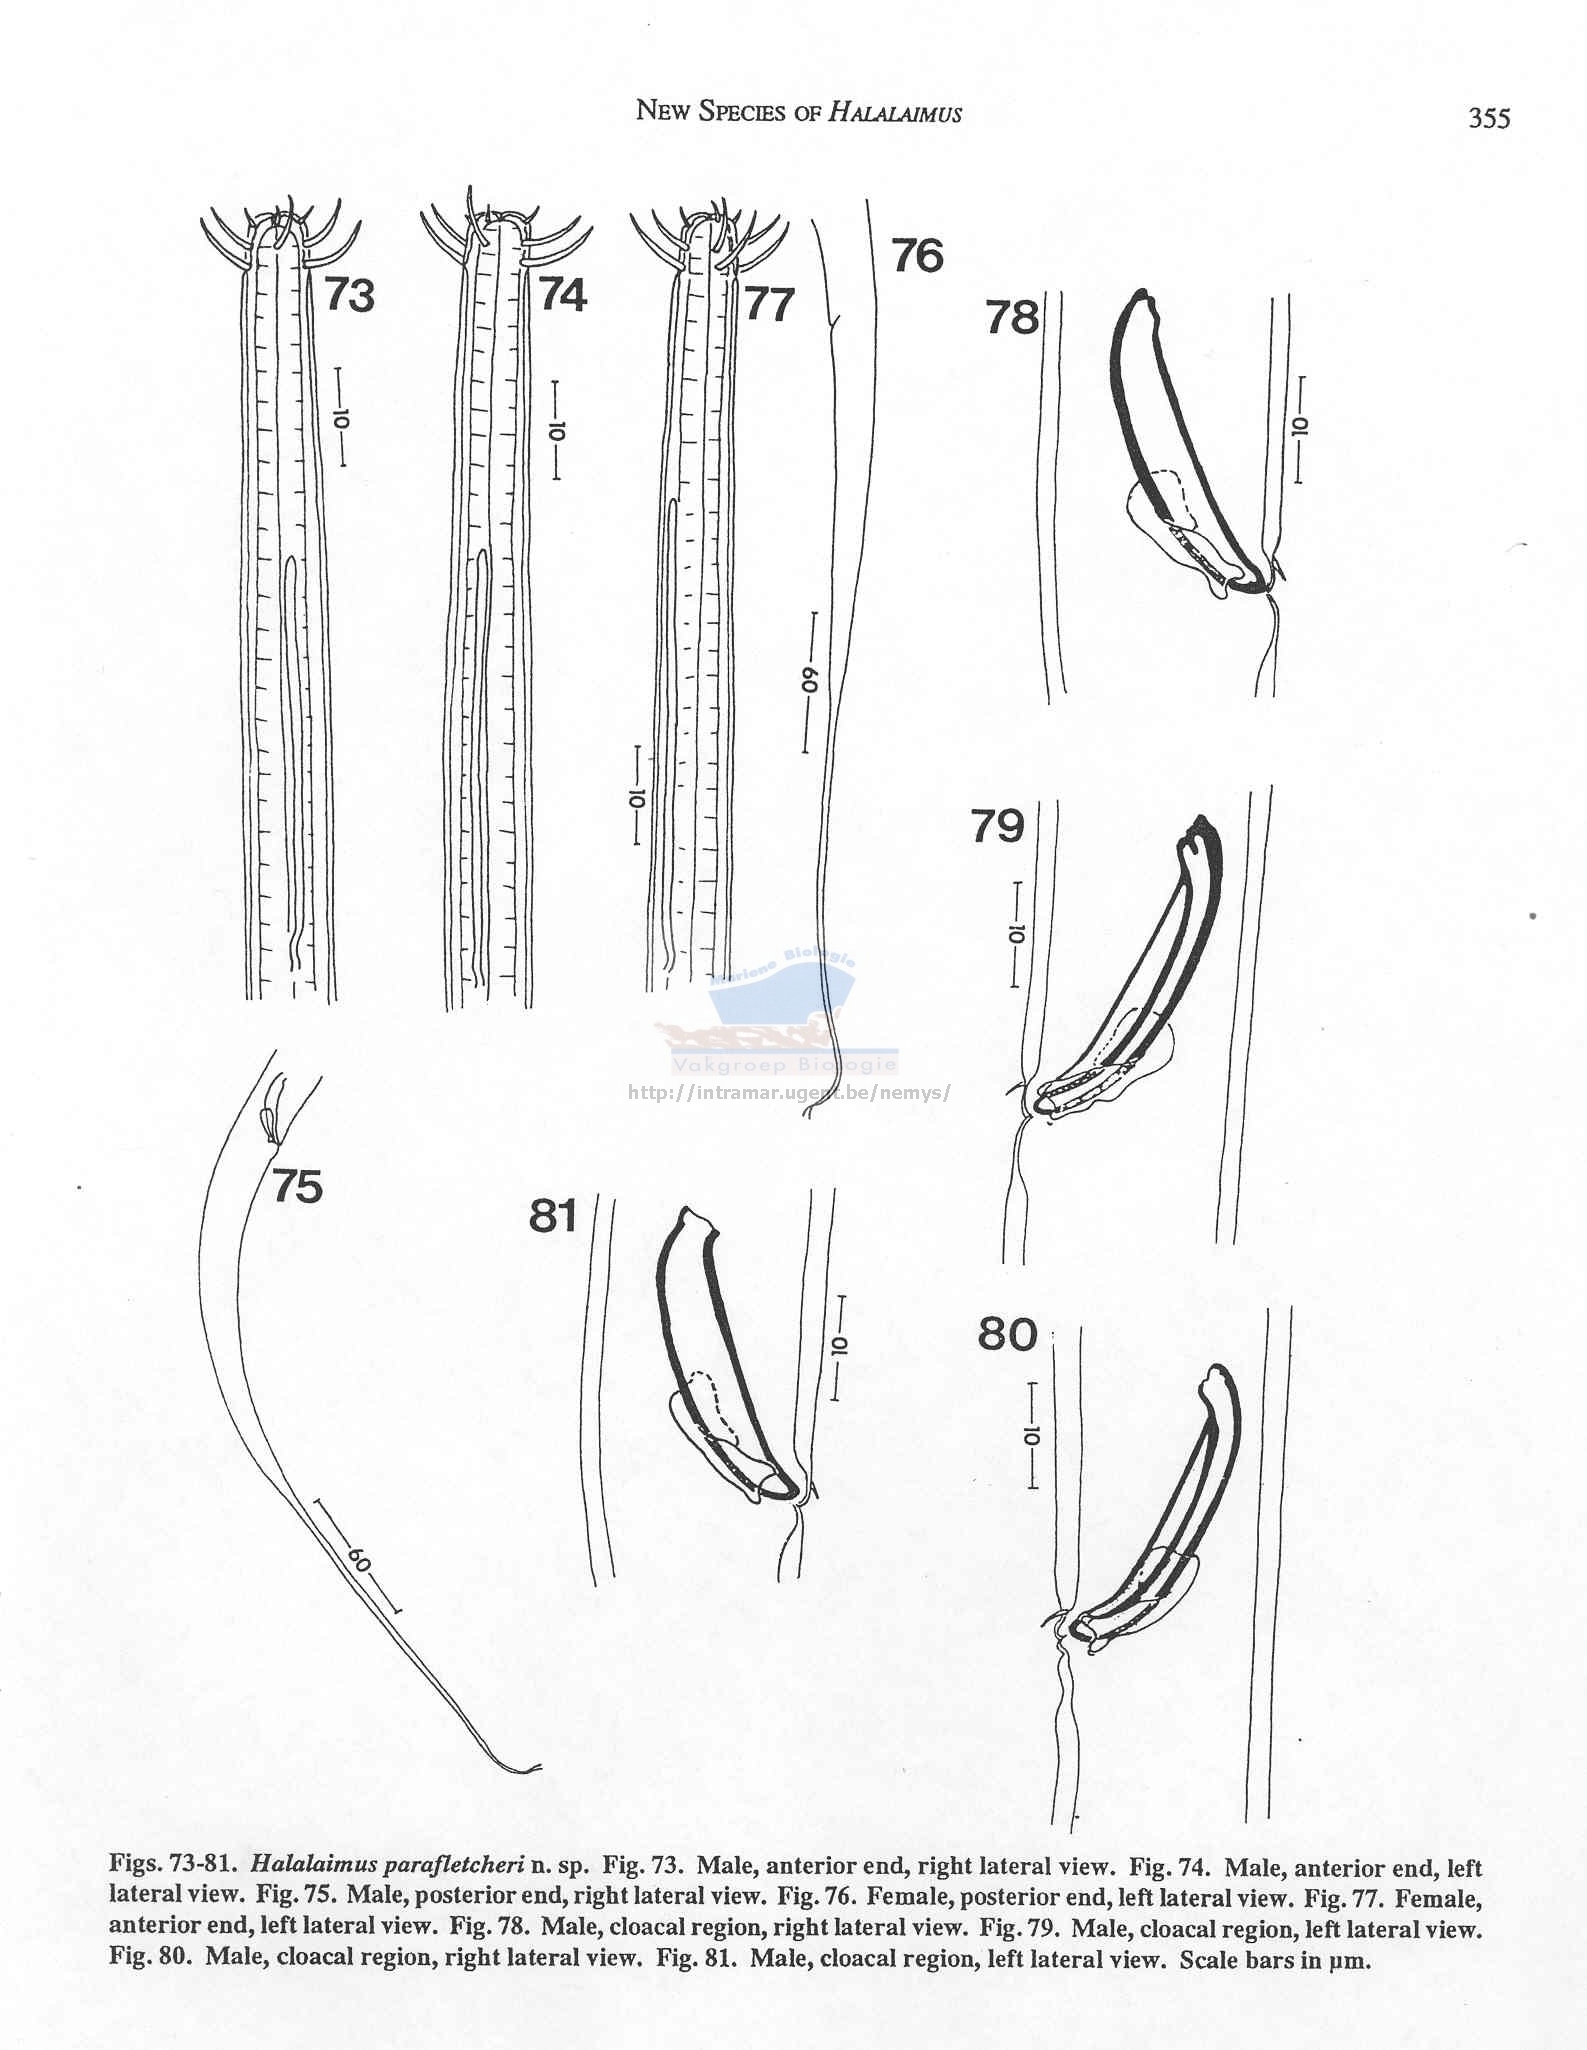 NEW SPECIES OF HALALAIMUS
355
73
74
77
76
78
10
10
10
60
10
79
10
Mariene Biologie
Vakgroep Biologie
http://intramar.ugent.be/nemys/
75
60
81
10
80
10
Figs. 73-81. Halalaimus parafletcheri n. sp. Fig. 73. Male, anterior end, right lateral view. Fig. 74. Male, anterior end, left
lateral view. Fig. 75. Male, posterior end, right lateral view. Fig. 76. Female, posterior end, left lateral view. Fig. 77. Female,
anterior end, left lateral view. Fig. 78. Male, cloacal region, right lateral view. Fig. 79. Male, cloacal region, left lateral view.
Fig. 80. Male, cloacal region, right lateral view. Fig. 81. Male, cloacal region, left lateral view. Scale bars in µm.